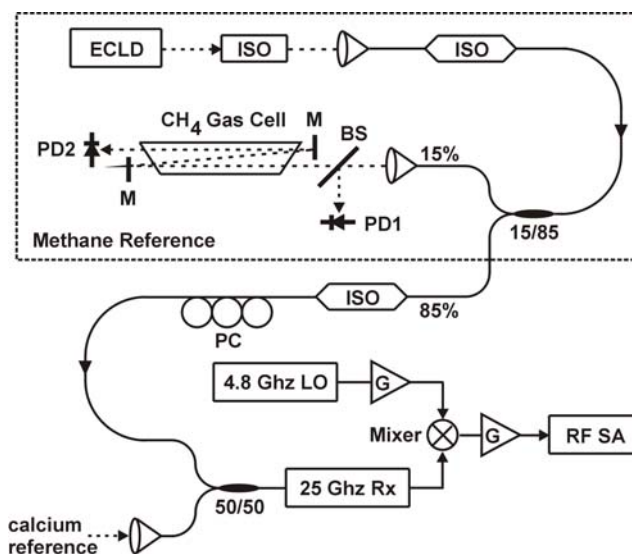 ECLD
ISO
ISO
CH4 Gas Cell
M
BS
PD2
15%
M
PD1
15/85
Methane Reference
ISO
85%
PC
4.8 Ghz LO
G
Mixer
G
RF SA
25 Ghz Rx
50/50
calcium
reference